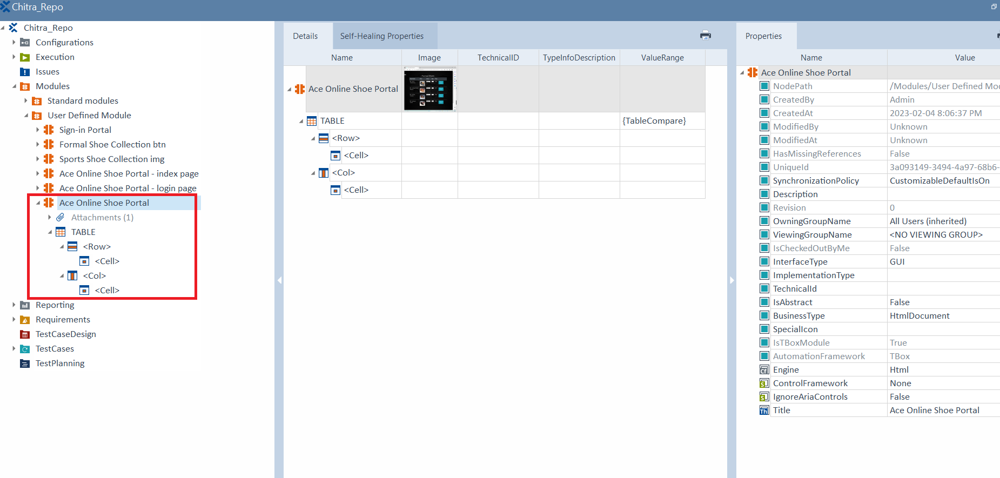 Chitra_Repo
Chitra_Repo
Configurations
Execution
Issues
Modules
Standard modules
User Defined Module
Sign-in Portal
Formal Shoe Collection btn
Sports Shoe Collection img
Ace Online Shoe Portal - index page
Ace Online Shoe Portal - login page
Ace Online Shoe Portal
Attachments (1)
TABLE
<Row>
<Cell>
<Col>
<Cell>
Reporting
Requirements
TestCaseDesign
TestCases
TestPlanning
Details Self-Healing Properties
Name Image TechnicalID TypeInfoDescription ValueRange
Ace Online Shoe Portal
TABLE {TableCompare}
<Row>
<Cell>
<Col>
<Cell>
Properties
Name Value
Ace Online Shoe Portal
NodePath /Modules/User Defined Mo
CreatedBy Admin
CreatedAt 2023-02-04 8:06:37 PM
ModifiedBy Unknown
ModifiedAt Unknown
HasMissingReferences False
UniqueId 3a093149-3494-4a97-68b6-
SynchronizationPolicy CustomizableDefaultIsOn
Description
Revision 0
OwningGroupName All Users (inherited)
ViewingGroupName <NO VIEWING GROUP>
IsCheckedOutByMe False
InterfaceType GUI
ImplementationType
TechnicalId
IsAbstract False
BusinessType HtmlDocument
SpecialIcon
IsTBoxModule True
AutomationFramework TBox
Engine Html
ControlFramework None
IgnoreAriaControls False
Title Ace Online Shoe Portal